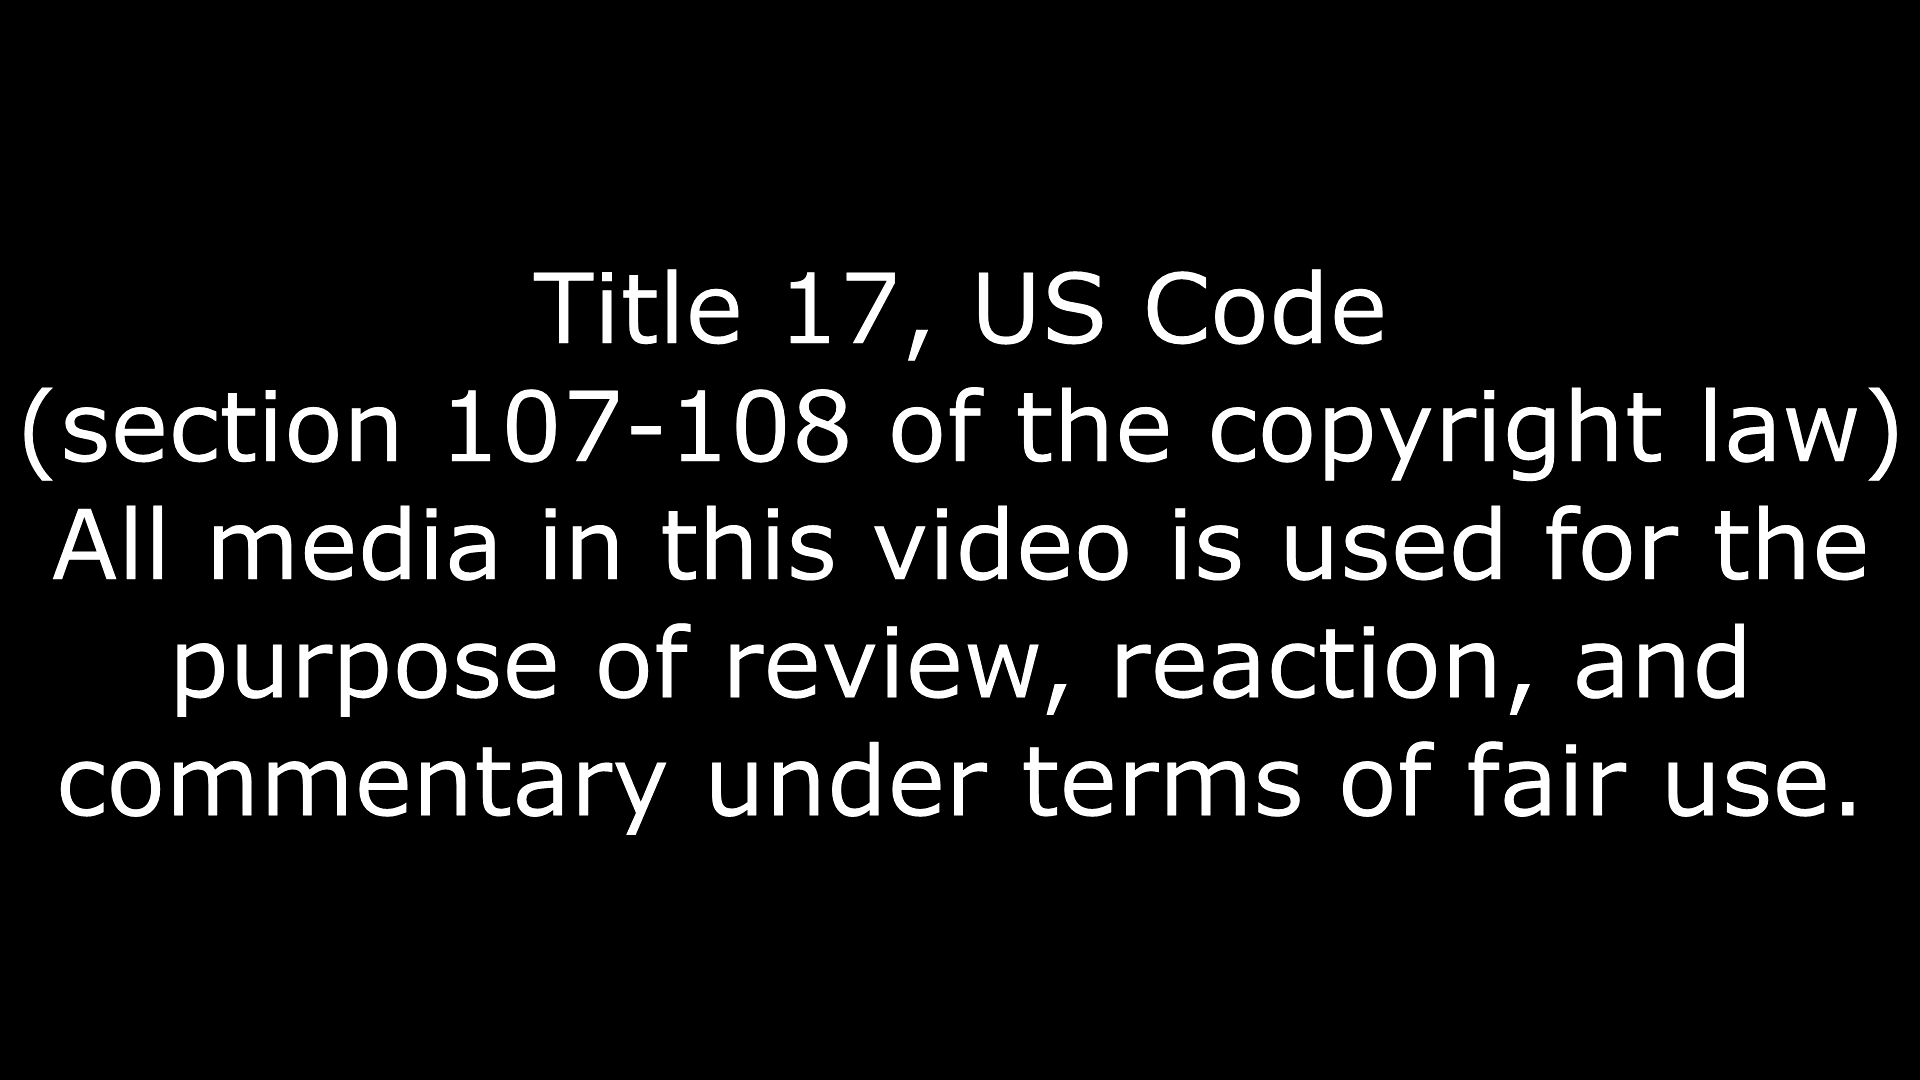 Title 17, US Code
(section 107-108 of the copyright law)
All media in this video is used for the
purpose of review, reaction, and
commentary under terms of fair use.